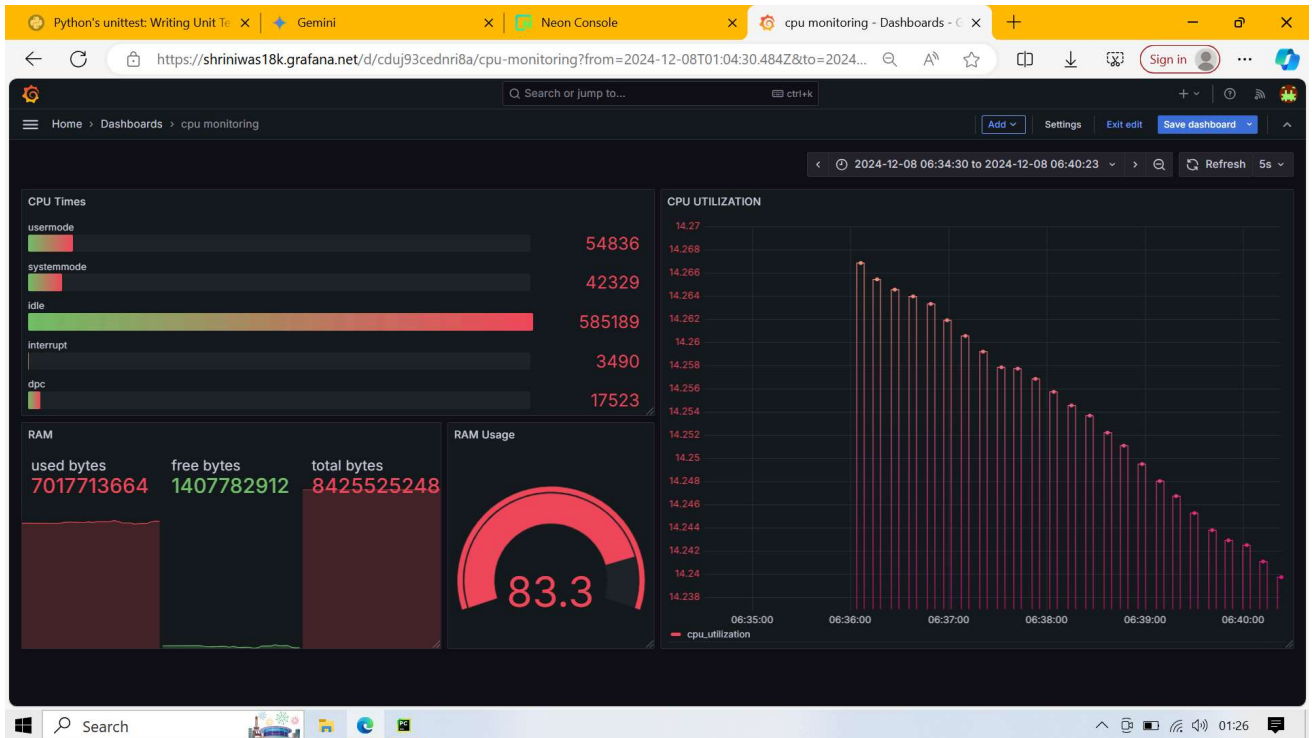 Python's unittest: Writing Unit Te
Gemini
Neon Console
cpu monitoring - Dashboards - G
https://shriniwas18k.grafana.net/d/cduj93cednri8a/cpu-monitoring?from=2024-12-08T01:04:30.484Z&to=2024...
Sign in
Search or jump to...
ctrl+k
Home › Dashboards › cpu monitoring
Add
Settings
Exit edit
Save dashboard
2024-12-08 06:34:30 to 2024-12-08 06:40:23
Refresh 5s
CPU Times
usermode
54836
systemmode
42329
idle
585189
interrupt
3490
dpc
17523
RAM
used bytes
7017713664
free bytes
1407782912
total bytes
8425525248
RAM Usage
83.3
CPU UTILIZATION
14.27
14.268
14.266
14.264
14.262
14.26
14.258
14.256
14.254
14.252
14.25
14.248
14.246
14.244
14.242
14.24
14.238
06:35:00 06:36:00 06:37:00 06:38:00 06:39:00 06:40:00
cpu_utilization
Search
PC
01:26